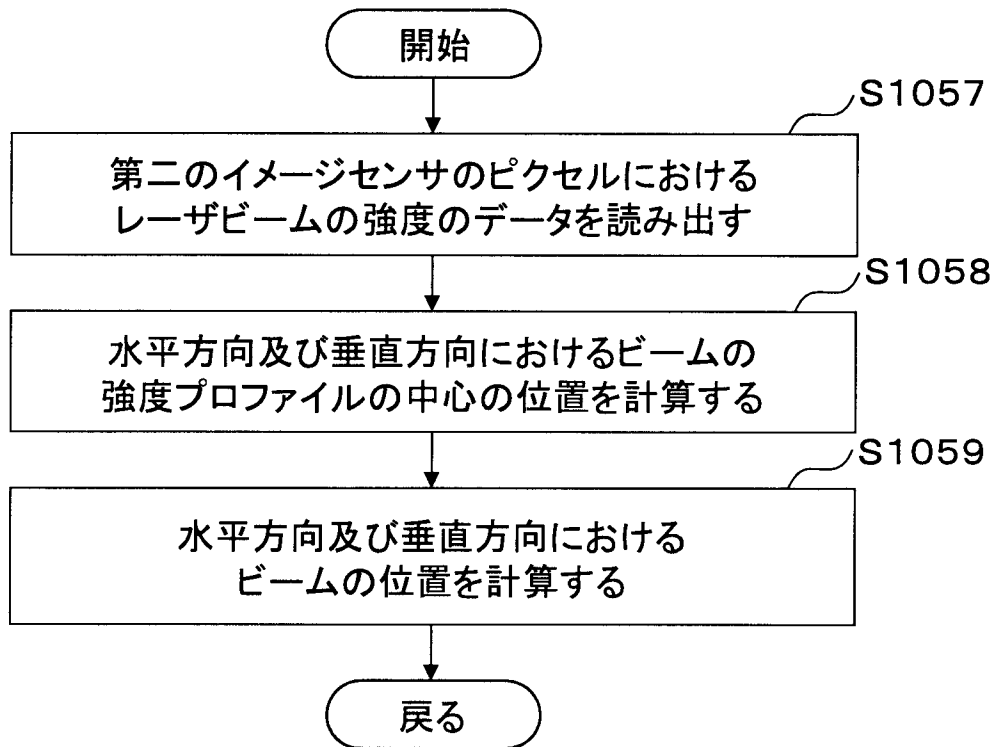 開始
S1057
第二のイメージセンサのピクセルにおける
レーザビームの強度のデータを読み出す
S1058
水平方向及び垂直方向におけるビームの
強度プロファイルの中心の位置を計算する
S1059
水平方向及び垂直方向における
ビームの位置を計算する
戻る